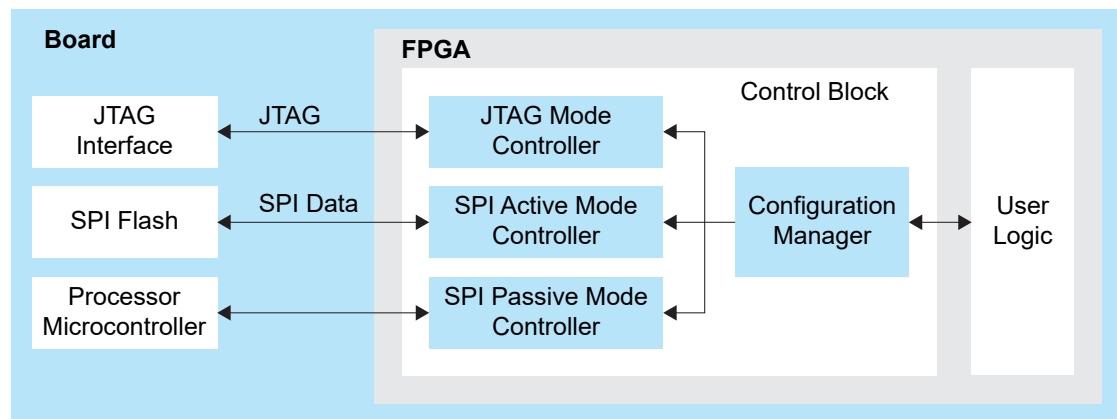 Board
FPGA
Control Block
JTAG
Interface
JTAG
JTAG Mode
Controller
SPI Flash
SPI Data
SPI Active Mode
Controller
Configuration
Manager
User
Logic
Processor
Microcontroller
SPI Passive Mode
Controller